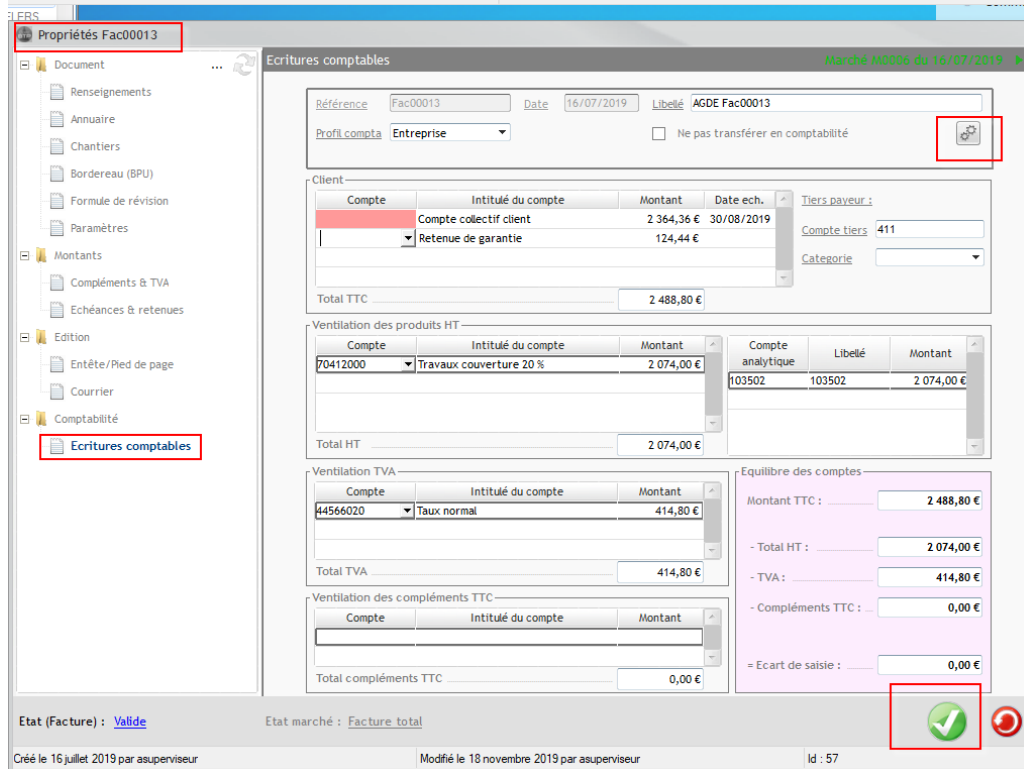 ELERS
Propriétés Fac00013
Document ...
Renseignements
Annuaire
Chantiers
Bordereau (BPU)
Formule de révision
Paramètres
Montants
Compléments & TVA
Echéances & retenues
Edition
Entête/Pied de page
Courrier
Comptabilité
Ecritures comptables
Ecritures comptables Marché M0006 du 16/07/2019
Référence Fac00013 Date 16/07/2019 Libellé AGDE Fac00013
Profil compta Entreprise Ne pas transférer en comptabilité
Client
Compte Intitulé du compte Montant Date ech.
Compte collectif client 2 364,36 € 30/08/2019
Retenue de garantie 124,44 €
Total TTC 2 488,80 €
Tiers payeur :
Compte tiers 411
Categorie
Ventilation des produits HT
Compte Intitulé du compte Montant
70412000 Travaux couverture 20 % 2 074,00 €
Total HT 2 074,00 €
Compte analytique Libellé Montant
103502 103502 2 074,00 €
Ventilation TVA
Compte Intitulé du compte Montant
44566020 Taux normal 414,80 €
Total TVA 414,80 €
Ventilation des compléments TTC
Compte Intitulé du compte Montant
Total compléments TTC 0,00 €
Equilibre des comptes
Montant TTC : 2 488,80 €
- Total HT : 2 074,00 €
- TVA : 414,80 €
- Compléments TTC : 0,00 €
= Ecart de saisie : 0,00 €
Etat (Facture) : Valide Etat marché : Facture total
Créé le 16 juillet 2019 par asuperviseur Modifié le 18 novembre 2019 par asuperviseur Id : 57